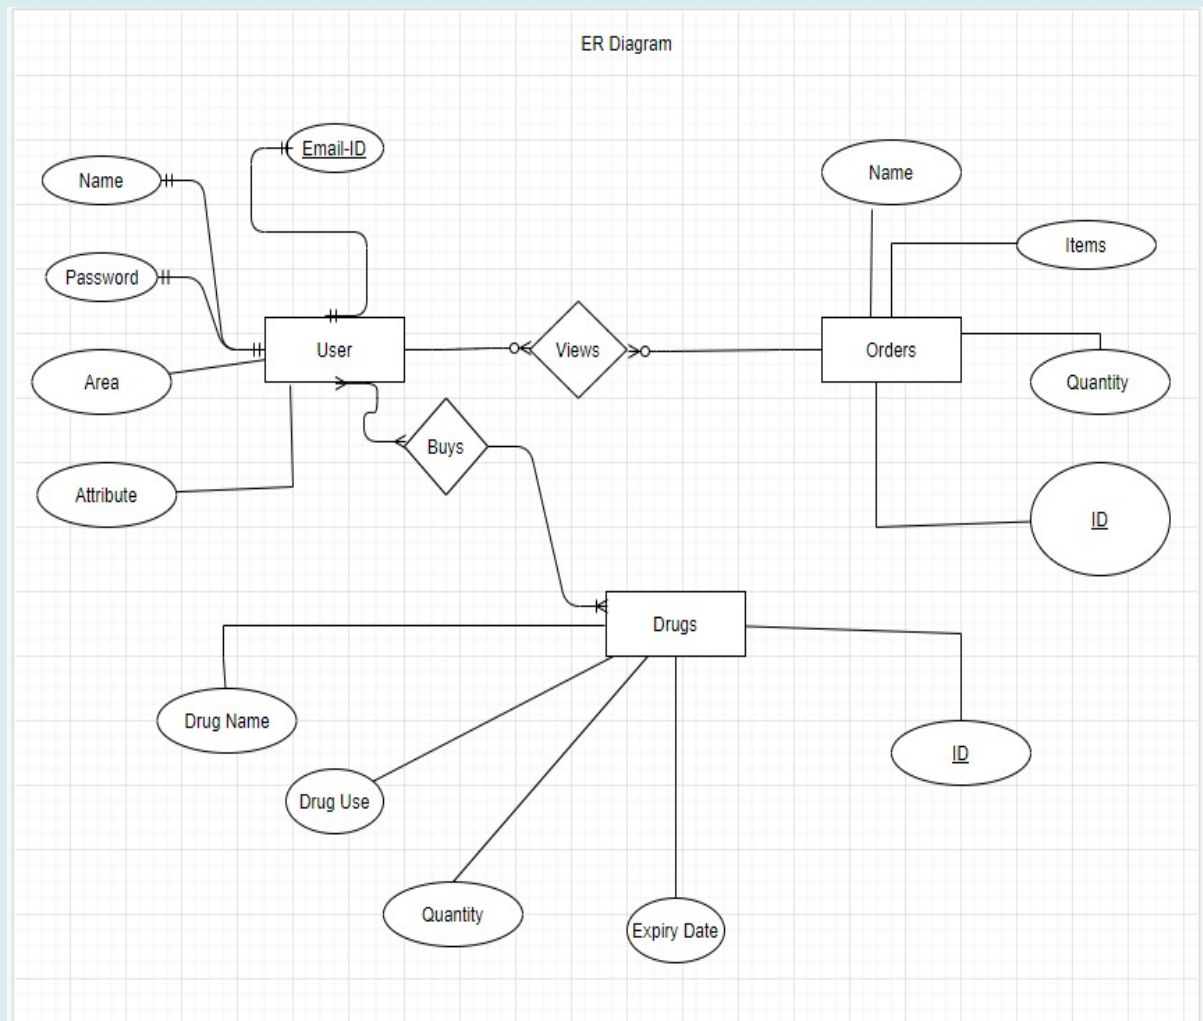 ER Diagram
Email-ID
Name
Name
Items
Password
User
Views
Orders
Area
Quantity
Buys
Attribute
ID
Drugs
Drug Name
ID
Drug Use
Quantity
Expiry Date